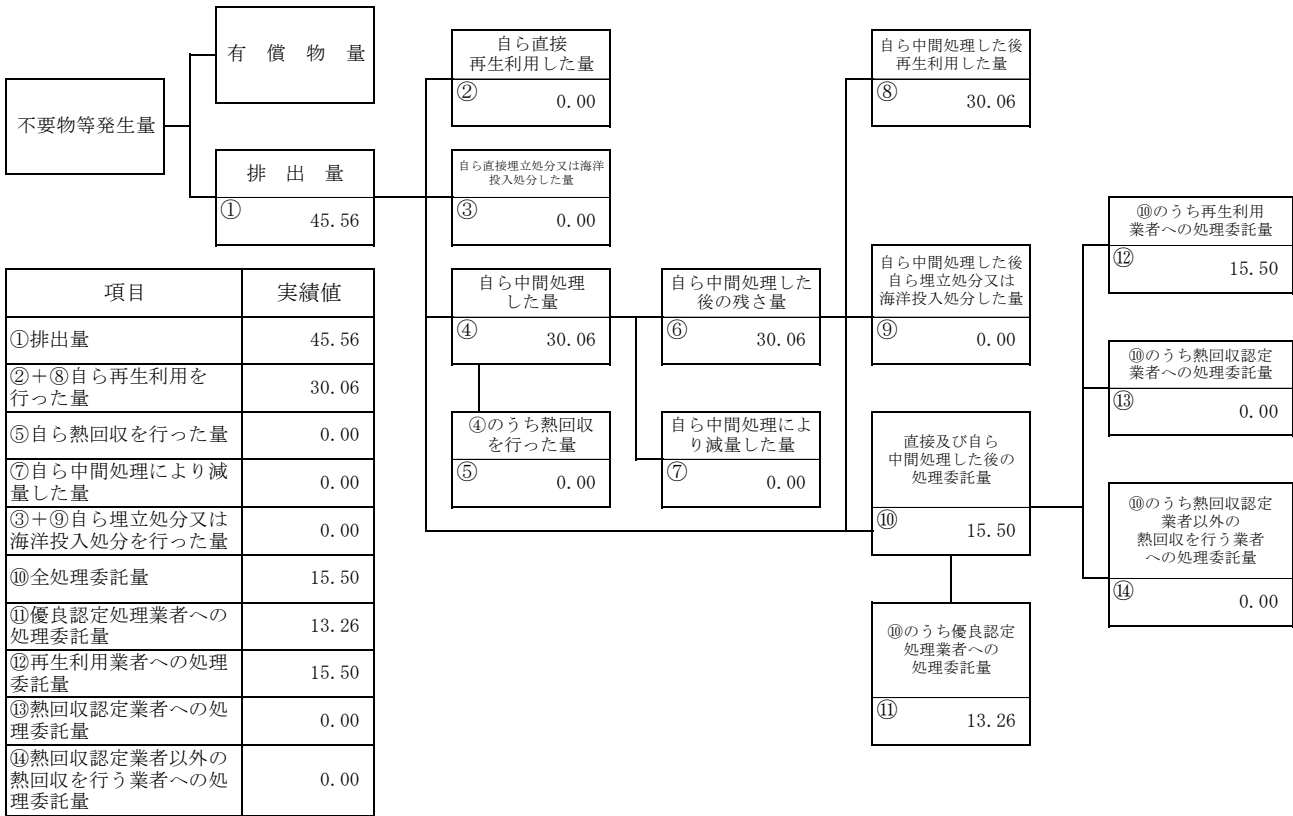 有 償 物 量
不要物等発生量
排 出 量
① 45.56
自ら直接
再生利用した量
② 0.00
自ら直接埋立処分又は海洋
投入処分した量
③ 0.00
自ら中間処理
した量
④ 30.06
④のうち熱回収
を行った量
⑤ 0.00
自ら中間処理した
後の残さ量
⑥ 30.06
自ら中間処理によ
り減量した量
⑦ 0.00
自ら中間処理した後
再生利用した量
⑧ 30.06
自ら中間処理した後
自ら埋立処分又は
海洋投入処分した量
⑨ 0.00
直接及び自ら
中間処理した後の
処理委託量
⑩ 15.50
⑩のうち優良認定
処理業者への
処理委託量
⑪ 13.26
⑩のうち再生利用
業者への処理委託量
⑫ 15.50
⑩のうち熱回収認定
業者への処理委託量
⑬ 0.00
⑩のうち熱回収認定
業者以外の
熱回収を行う業者
への処理委託量
⑭ 0.00
項目 実績値
①排出量 45.56
②+⑧自ら再生利用を
行った量 30.06
⑤自ら熱回収を行った量 0.00
⑦自ら中間処理により減
量した量 0.00
③+⑨自ら埋立処分又は
海洋投入処分を行った量 0.00
⑩全処理委託量 15.50
⑪優良認定処理業者への
処理委託量 13.26
⑫再生利用業者への処理
委託量 15.50
⑬熱回収認定業者への処
理委託量 0.00
⑭熱回収認定業者以外の
熱回収を行う業者への処
理委託量 0.00